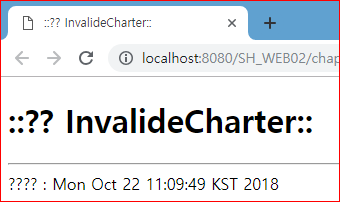 ::?? InvalideCharter::
localhost:8080/SH_WEB02/chap
::?? InvalideCharter::
???? : Mon Oct 22 11:09:49 KST 2018